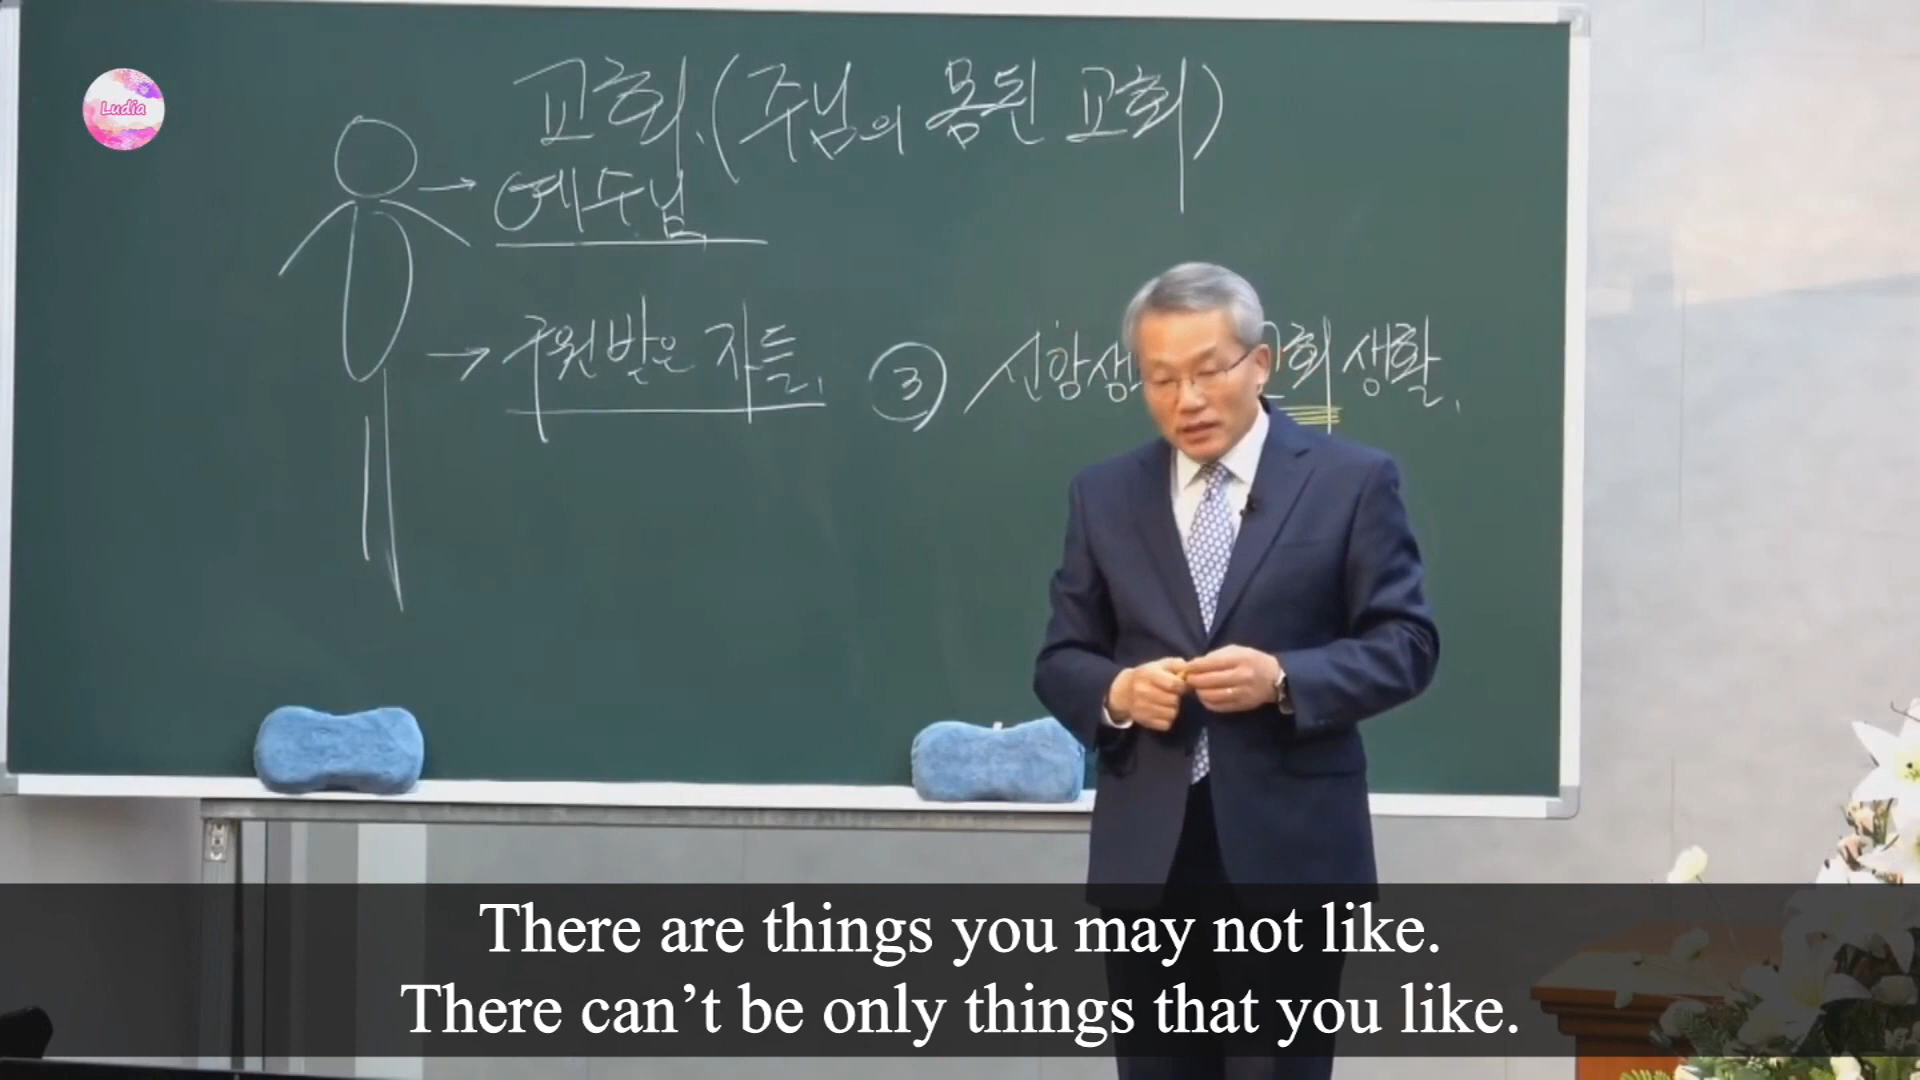 Ludia
교회.(주님의 몸된 교회)
예수님
구원받은 자들.
③ 신앙생 교회 생활.
There are things you may not like.
There can’t be only things that you like.